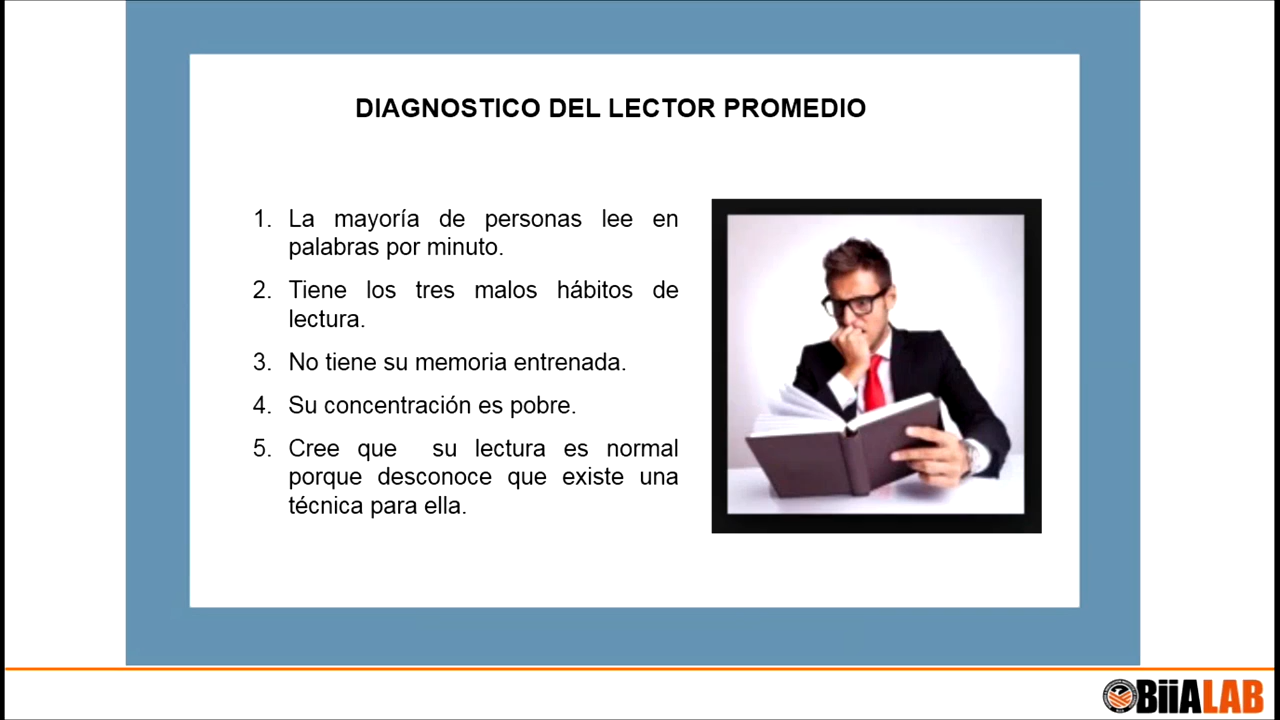 DIAGNOSTICO DEL LECTOR PROMEDIO
1. La mayoría de personas lee en
palabras por minuto.
2. Tiene los tres malos hábitos de
lectura.
3. No tiene su memoria entrenada.
4. Su concentración es pobre.
5. Cree que su lectura es normal
porque desconoce que existe una
técnica para ella.
BiiALAB